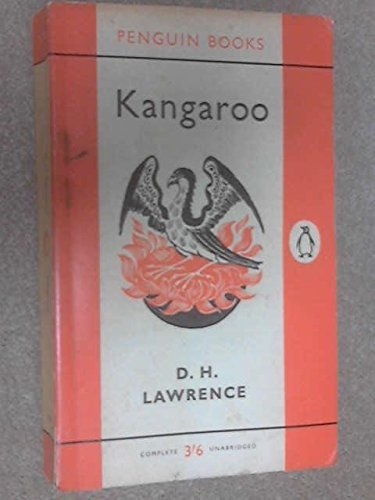 PENGUIN BOOKS
Kangaroo
D. H.
LAWRENCE
COMPLETE 3/6 UNABRIDGED